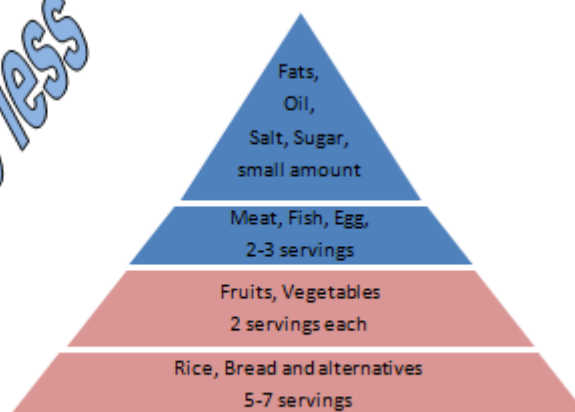 less
Fats,
Oil,
Salt, Sugar,
small amount
Meat, Fish, Egg,
2-3 servings
Fruits, Vegetables
2 servings each
Rice, Bread and alternatives
5-7 servings